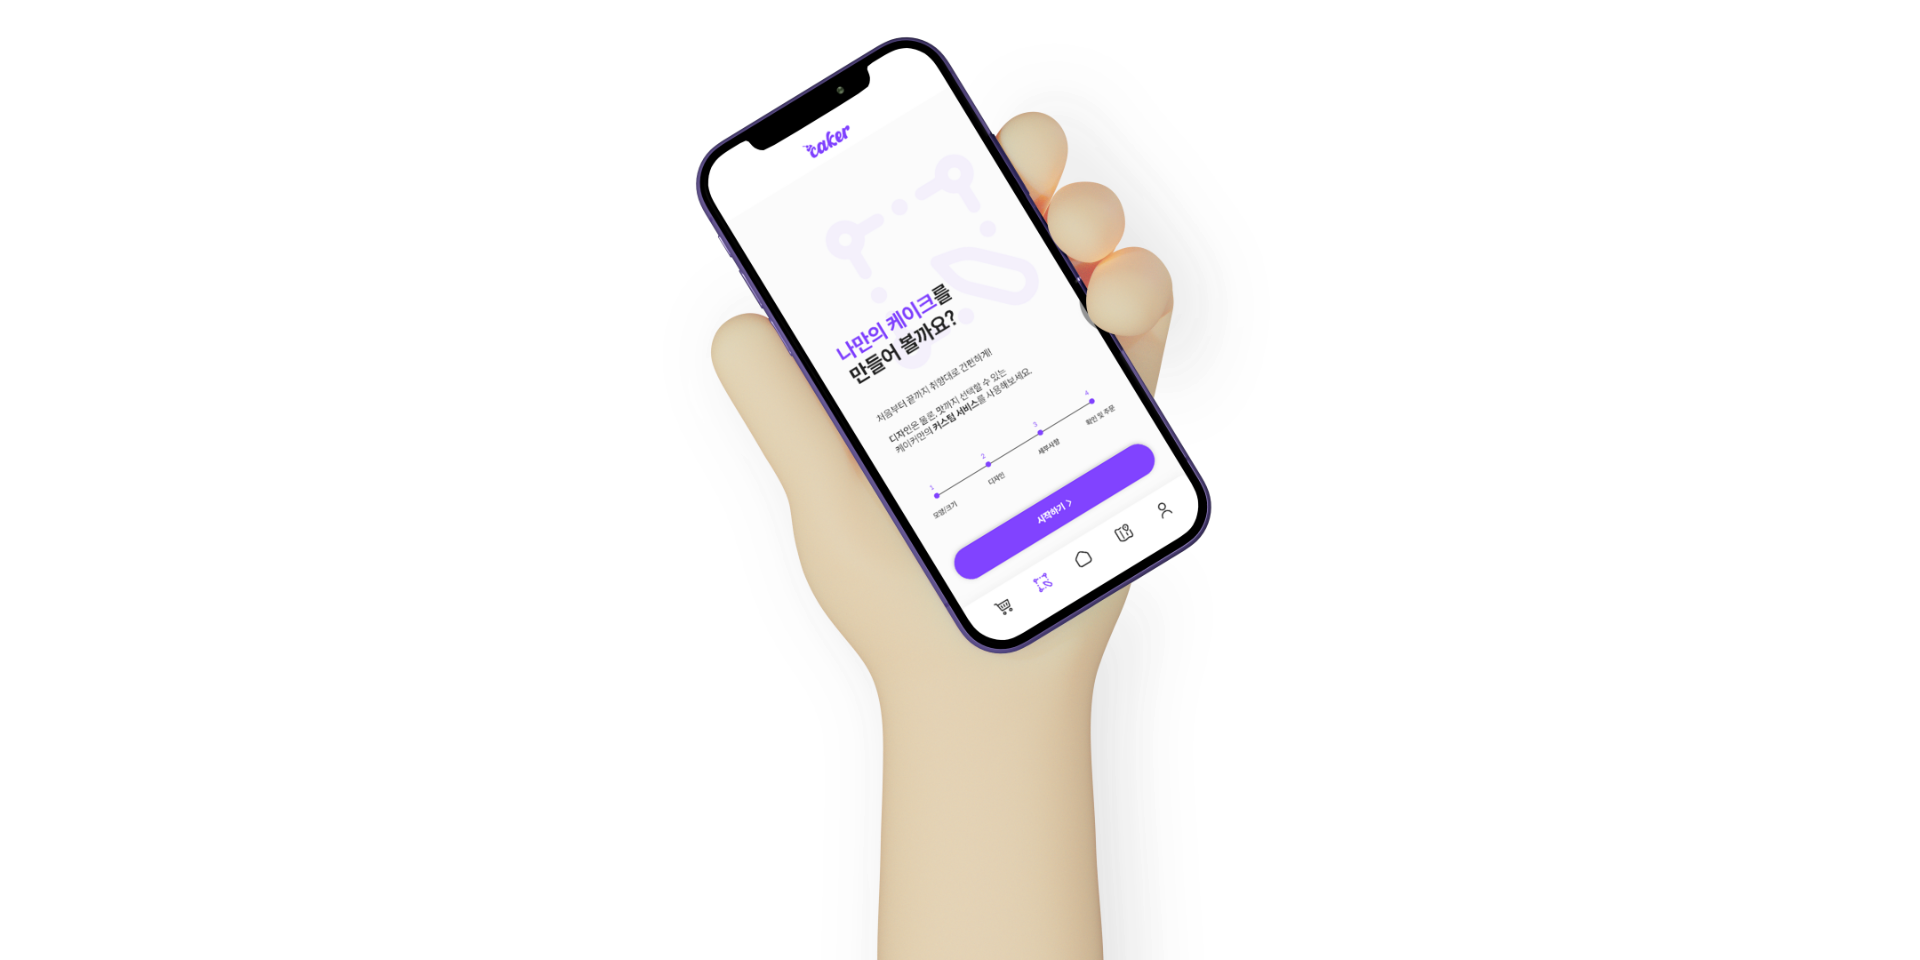 caker
나만의 케이크를
만들어 볼까요?
처음부터 끝까지 취향대로 간편하게!
디자인은 물론, 맛까지 선택할 수 있는
케이커만의 커스텀 서비스를 사용해보세요.
1
2
3
4
모양/크기
디자인
세부사항
확인 및 주문
시작하기 >